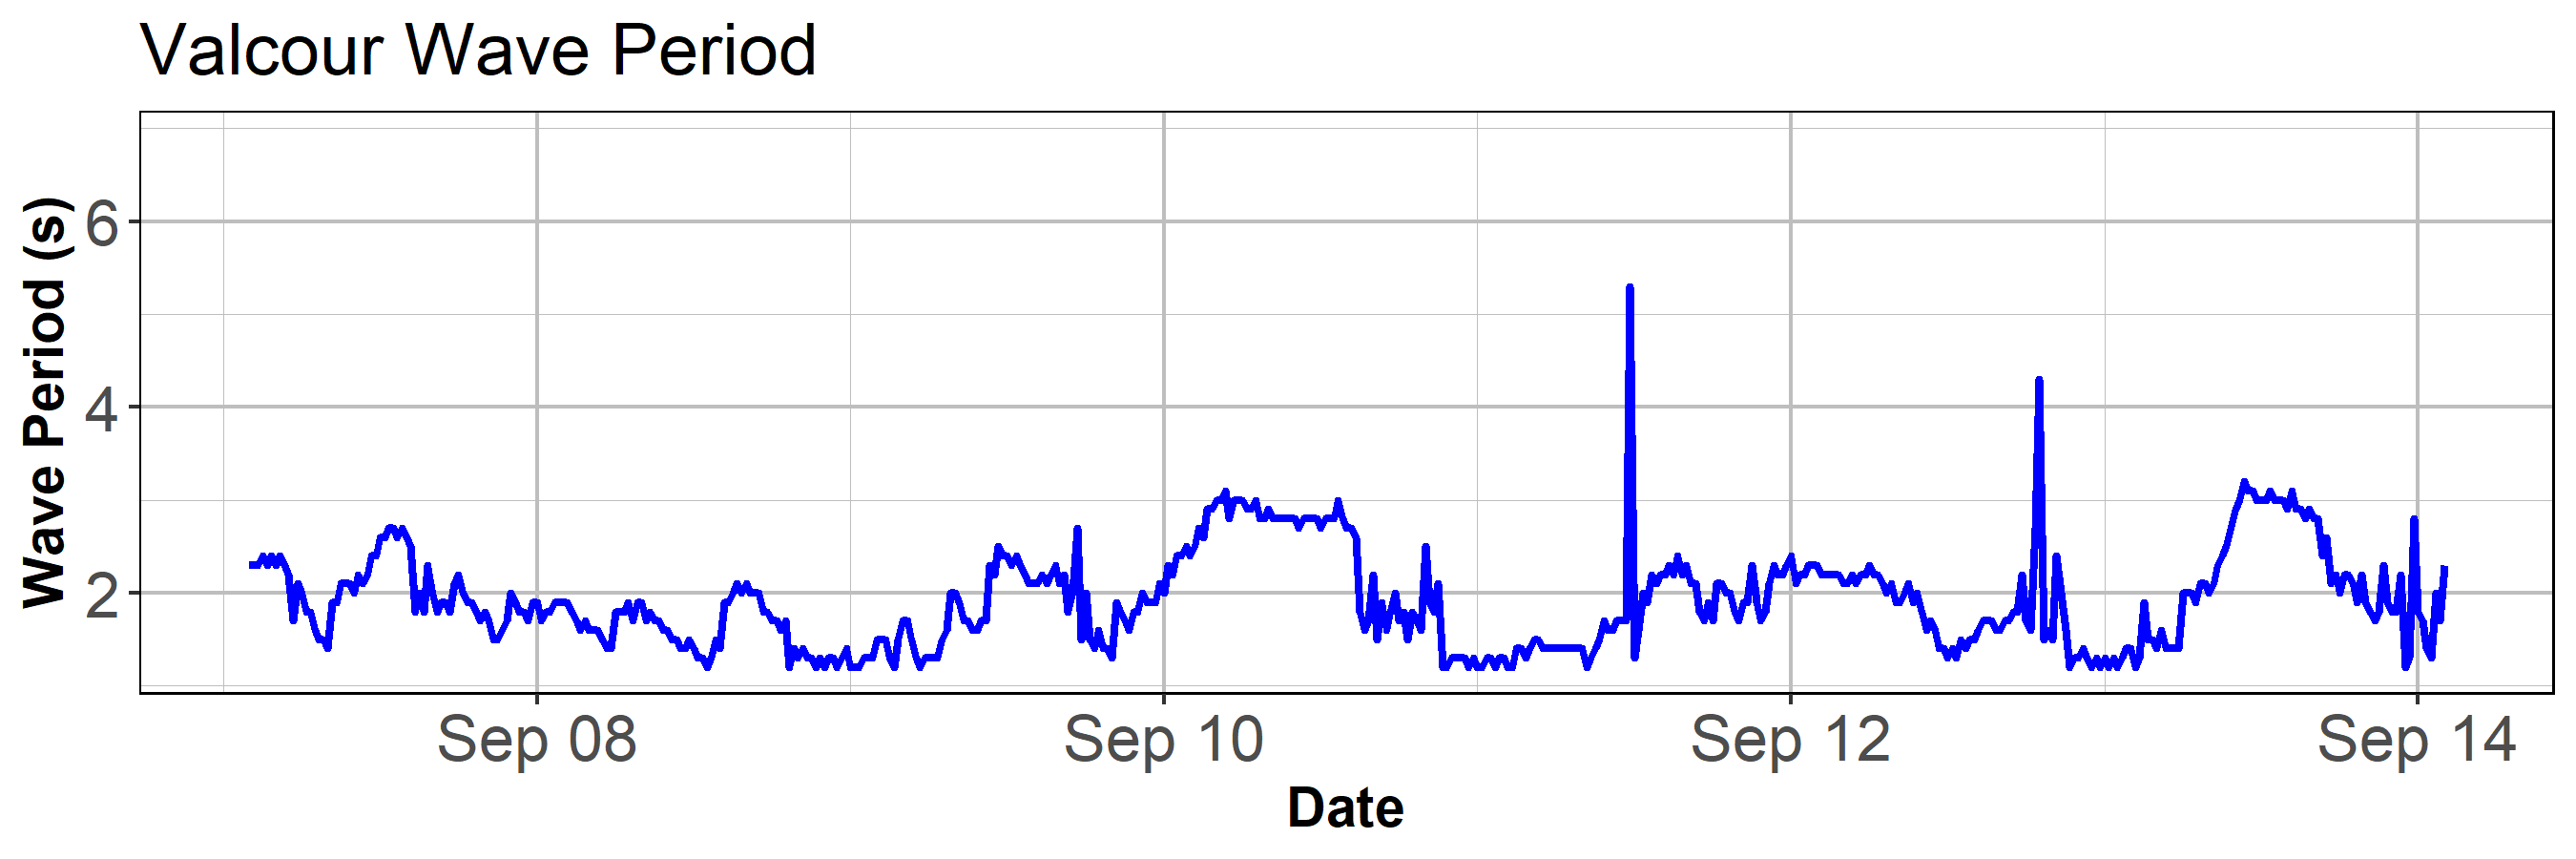 Valcour Wave Period
Wave Period (s)
6
4
2
Sep 08 Sep 10 Sep 12 Sep 14
Date